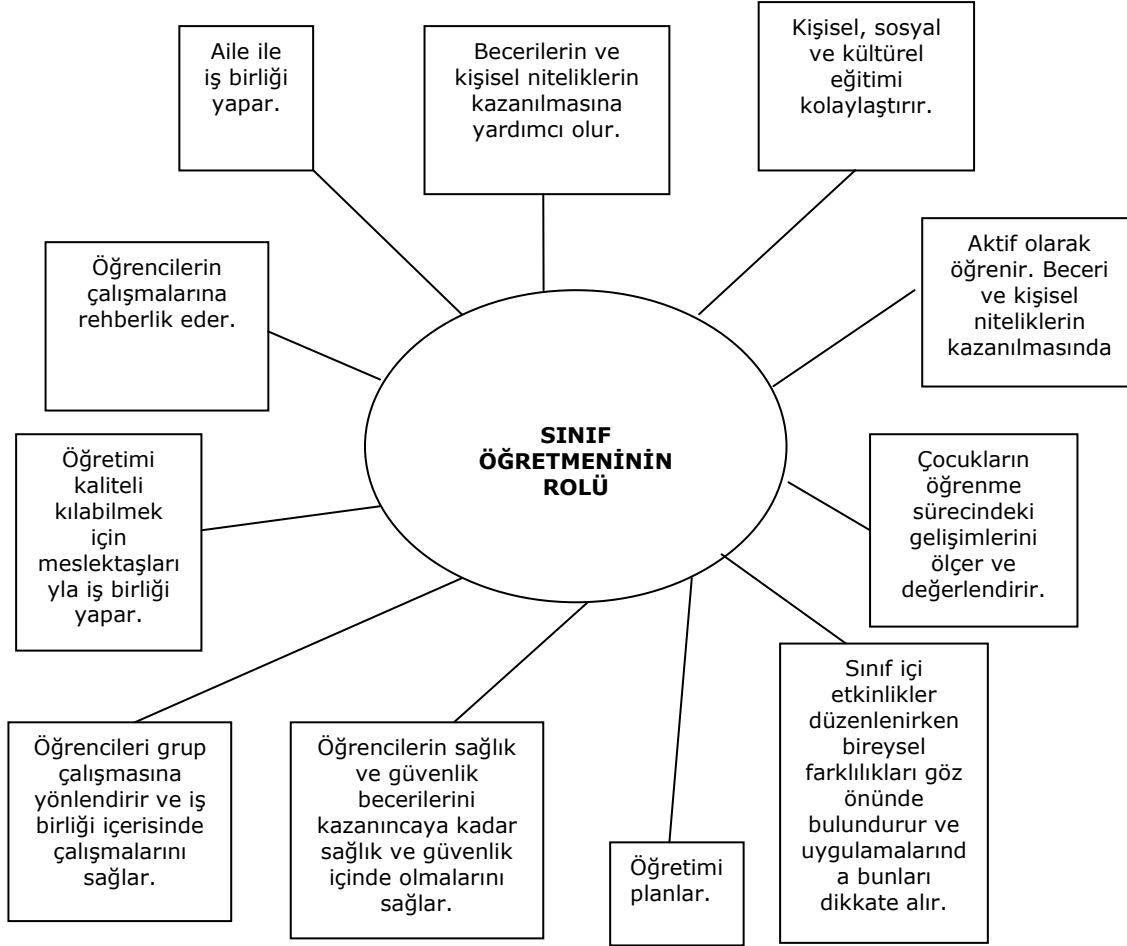 Aile ile
iş birliği
yapar.
Becerilerin ve
kişisel niteliklerin
kazanılmasına
yardımcı olur.
Kişisel, sosyal
ve kültürel
eğitimi
kolaylaştırır.
Öğrencilerin
çalışmalarına
rehberlik eder.
Aktif olarak
öğrenir. Beceri
ve kişisel
niteliklerin
kazanılmasında
SINIF
ÖĞRETMENİNİN
ROLÜ
Öğretimi
kaliteli
kılabilmek
için
meslektaşları
yla iş birliği
yapar.
Çocukların
öğrenme
sürecindeki
gelişimlerini
ölçer ve
değerlendirir.
Öğrencileri grup
çalışmasına
yönlendirir ve iş
birliği içerisinde
çalışmalarını
sağlar.
Öğrencilerin sağlık
ve güvenlik
becerilerini
kazanıncaya kadar
sağlık ve güvenlik
içinde olmalarını
sağlar.
Öğretimi
planlar.
Sınıf içi
etkinlikler
düzenlenirken
bireysel
farklılıkları göz
önünde
bulundurur ve
uygulamalarınd
a bunları
dikkate alır.